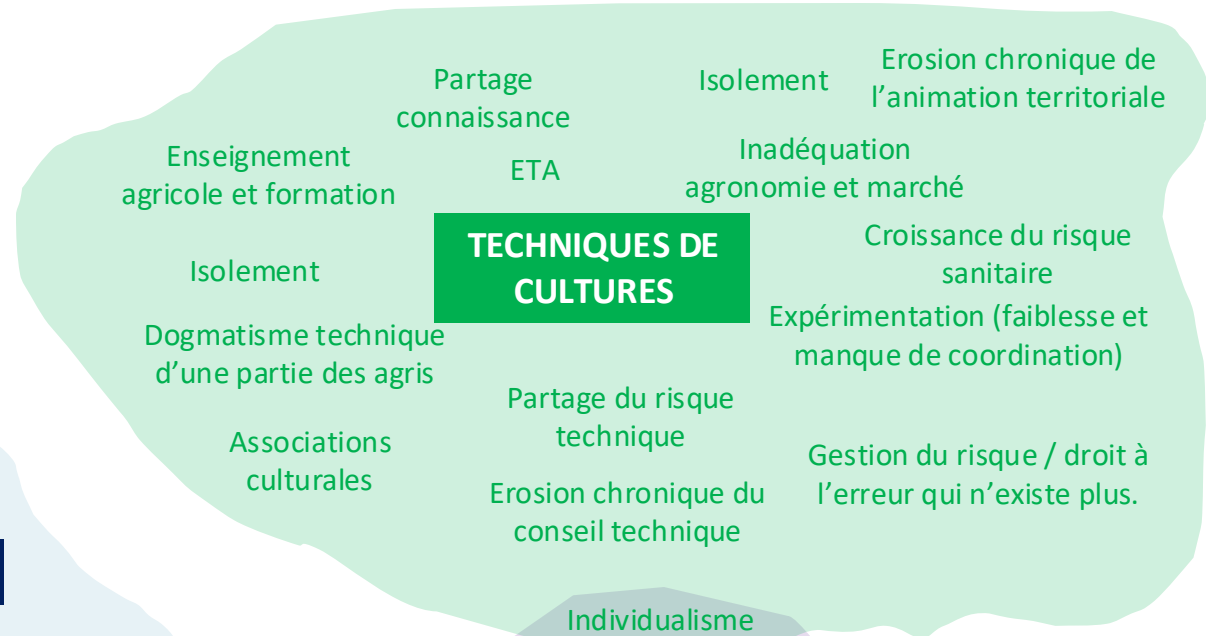 Partage
connaissance
Isolement
Erosion chronique de
l’animation territoriale
Enseignement
agricole et formation
ETA
Inadéquation
agronomie et marché
TECHNIQUES DE
CULTURES
Croissance du risque
sanitaire
Isolement
Dogmatisme technique
d’une partie des agris
Expérimentation (faiblesse et
manque de coordination)
Partage du risque
technique
Associations
culturales
Gestion du risque / droit à
l’erreur qui n’existe plus.
Erosion chronique du
conseil technique
Individualisme